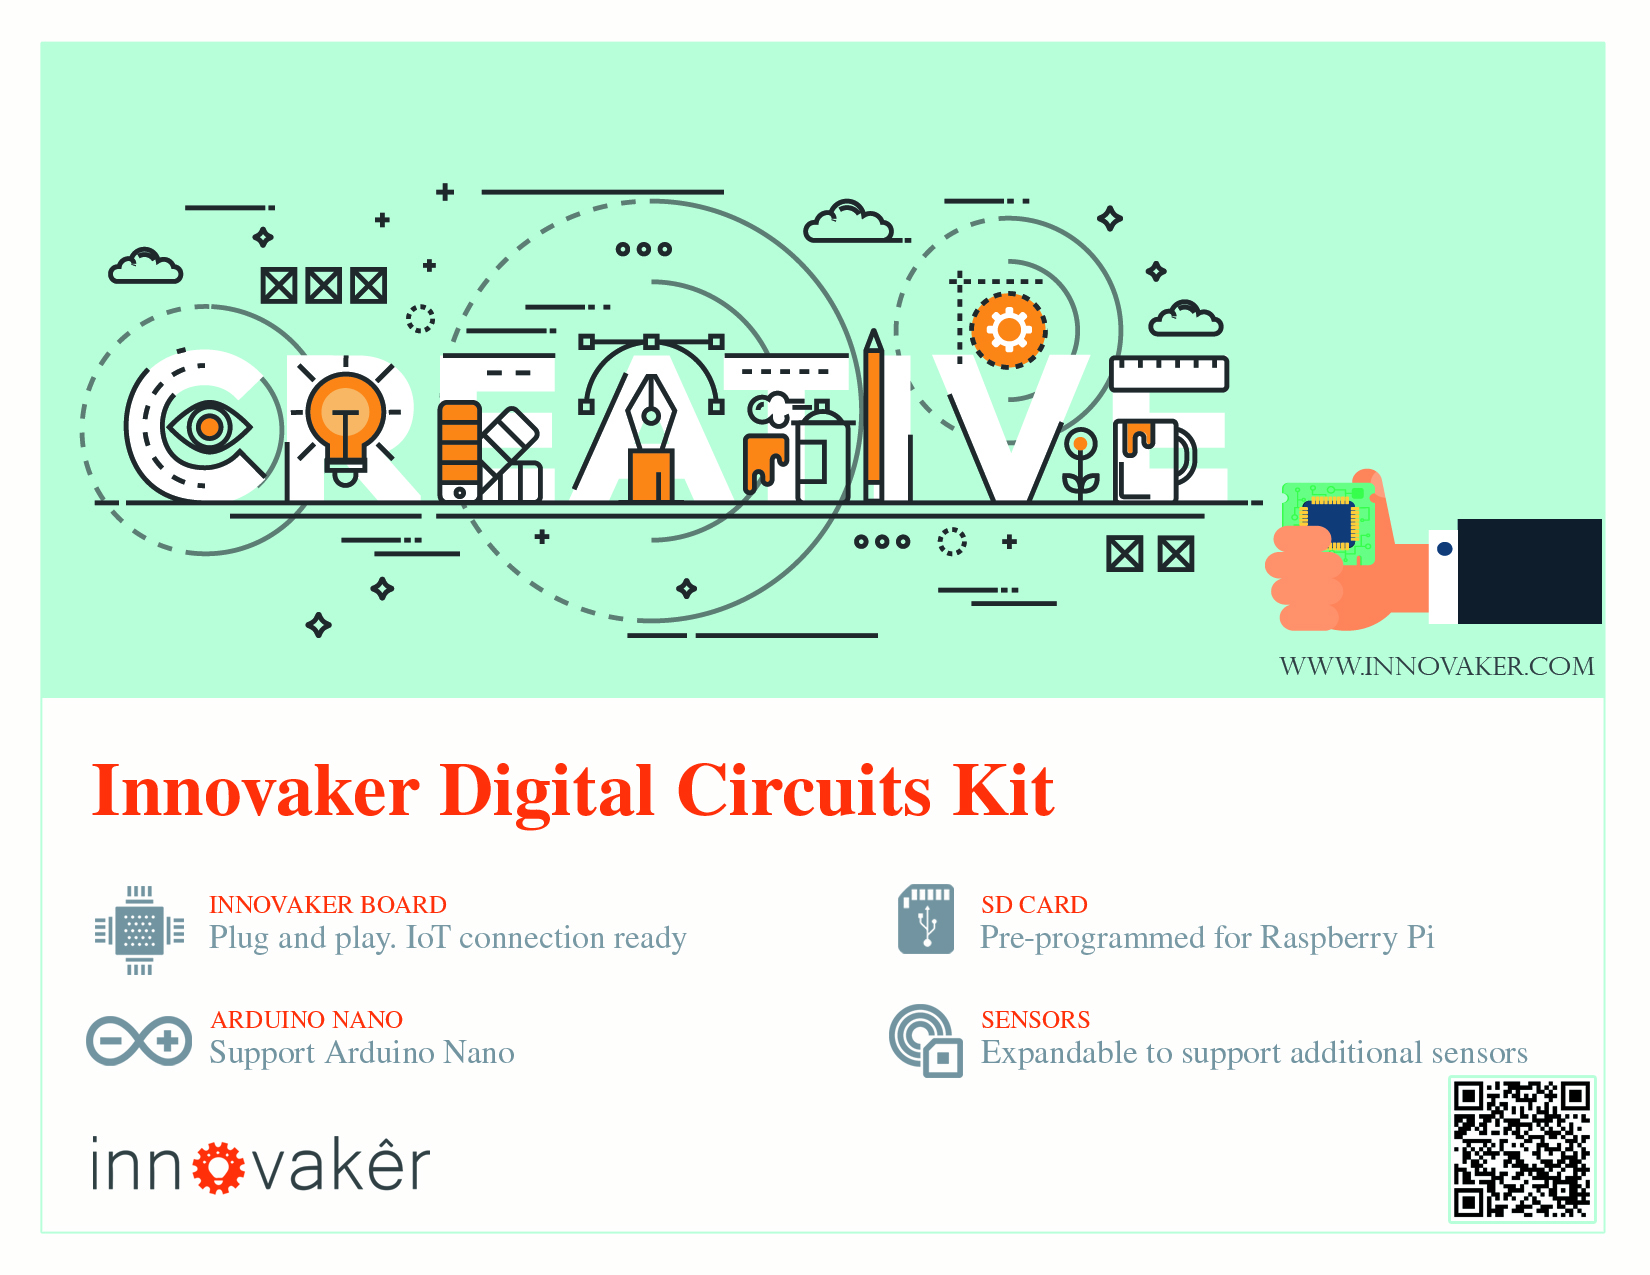 CREATIVE
WWW.INNOVAKER.COM
Innovaker Digital Circuits Kit
INNOVAKER BOARD
Plug and play. IoT connection ready
SD CARD
Pre-programmed for Raspberry Pi
ARDUINO NANO
Support Arduino Nano
SENSORS
Expandable to support additional sensors
innovakêr